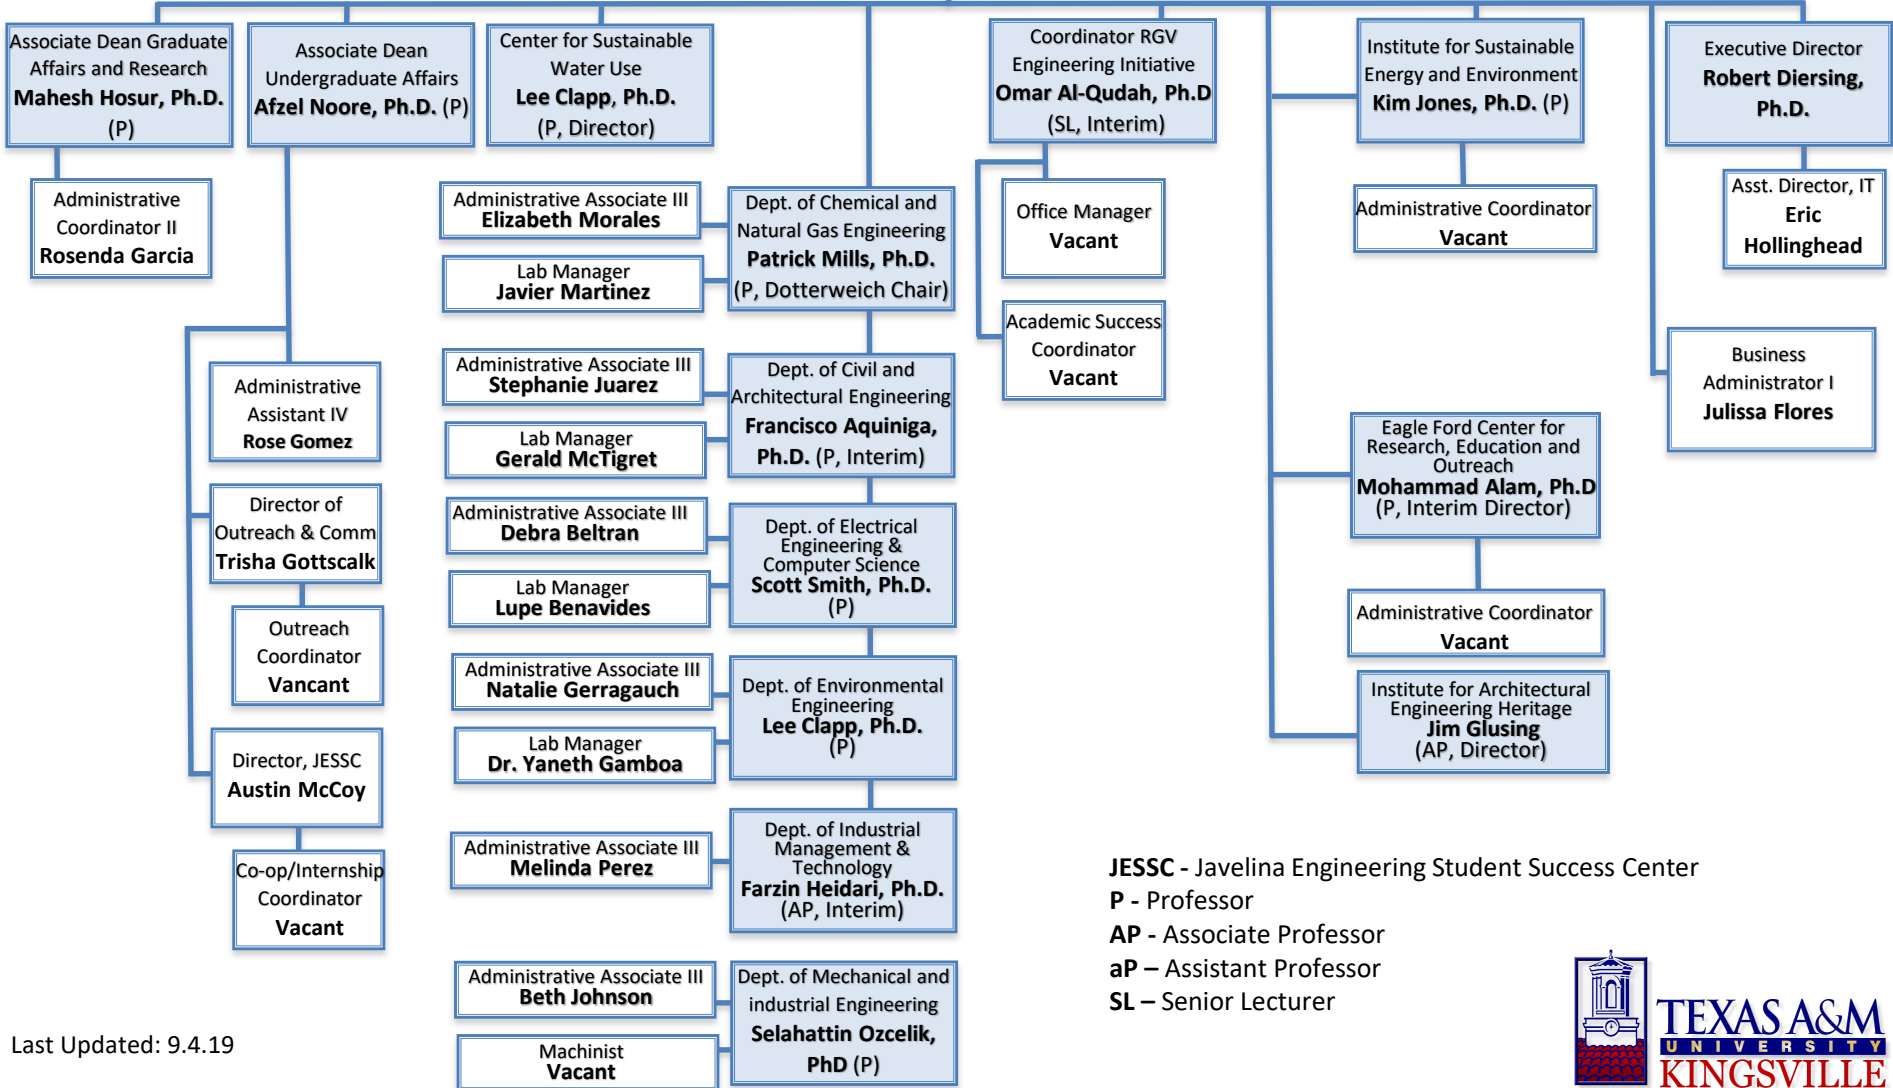 Associate Dean Graduate
Affairs and Research
Mahesh Hosur, Ph.D.
(P)
Administrative
Coordinator II
Rosenda Garcia
Associate Dean
Undergraduate Affairs
Afzel Noore, Ph.D. (P)
Administrative
Assistant IV
Rose Gomez
Director of
Outreach & Comm
Trisha Gottscalk
Outreach
Coordinator
Vancant
Director, JESSC
Austin McCoy
Co-op/Internship
Coordinator
Vacant
Center for Sustainable
Water Use
Lee Clapp, Ph.D.
(P, Director)
Administrative Associate III
Elizabeth Morales
Lab Manager
Javier Martinez
Dept. of Chemical and
Natural Gas Engineering
Patrick Mills, Ph.D.
(P, Dotterweich Chair)
Administrative Associate III
Stephanie Juarez
Lab Manager
Gerald McTigret
Dept. of Civil and
Architectural Engineering
Francisco Aquiniga,
Ph.D. (P, Interim)
Administrative Associate III
Debra Beltran
Lab Manager
Lupe Benavides
Dept. of Electrical
Engineering &
Computer Science
Scott Smith, Ph.D.
(P)
Administrative Associate III
Natalie Gerragauch
Lab Manager
Dr. Yaneth Gamboa
Dept. of Environmental
Engineering
Lee Clapp, Ph.D.
(P)
Administrative Associate III
Melinda Perez
Dept. of Industrial
Management &
Technology
Farzin Heidari, Ph.D.
(AP, Interim)
Administrative Associate III
Beth Johnson
Machinist
Vacant
Dept. of Mechanical and
industrial Engineering
Selahattin Ozcelik,
PhD (P)
Coordinator RGV
Engineering Initiative
Omar Al-Qudah, Ph.D
(SL, Interim)
Office Manager
Vacant
Academic Success
Coordinator
Vacant
Institute for Sustainable
Energy and Environment
Kim Jones, Ph.D. (P)
Administrative Coordinator
Vacant
Eagle Ford Center for
Research, Education and
Outreach
Mohammad Alam, Ph.D
(P, Interim Director)
Administrative Coordinator
Vacant
Institute for Architectural
Engineering Heritage
Jim Glusing
(AP, Director)
Executive Director
Robert Diersing,
Ph.D.
Asst. Director, IT
Eric
Hollinghead
Business
Administrator I
Julissa Flores
JESSC - Javelina Engineering Student Success Center
P - Professor
AP - Associate Professor
aP – Assistant Professor
SL – Senior Lecturer
Last Updated: 9.4.19
TEXAS A&M
UNIVERSITY
KINGSVILLE